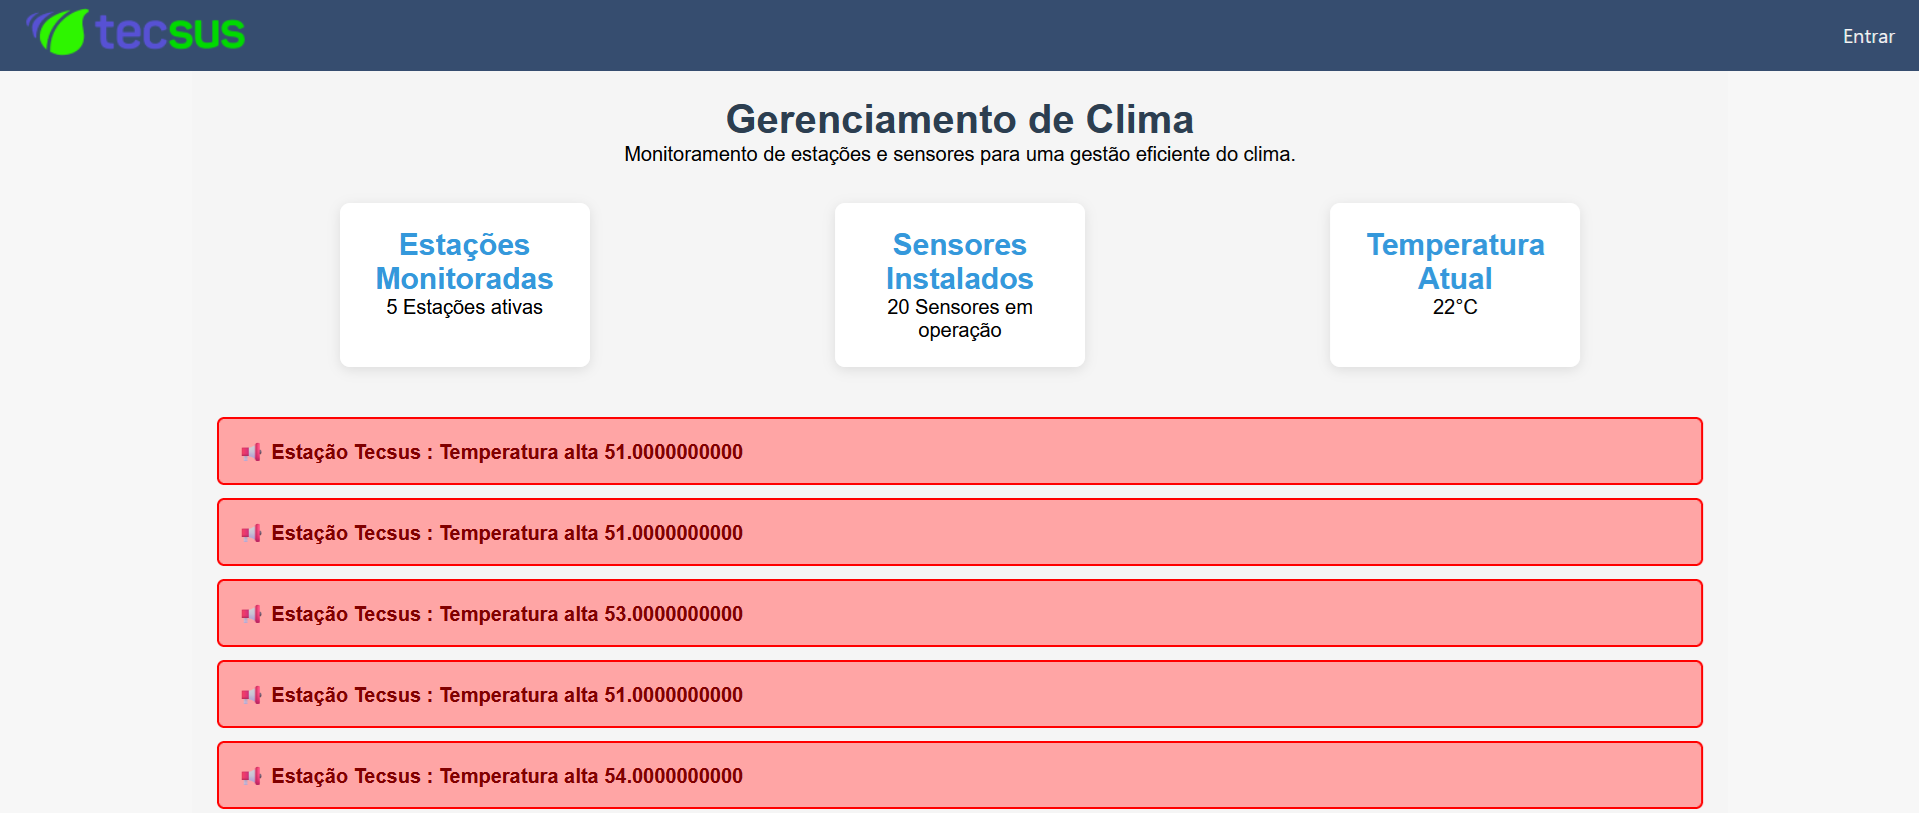 tecsus
Entrar
Gerenciamento de Clima
Monitoramento de estações e sensores para uma gestão eficiente do clima.
Estações
Monitoradas
5 Estações ativas
Sensores
Instalados
20 Sensores em
operação
Temperatura
Atual
22°C
Estação Tecsus : Temperatura alta 51.0000000000
Estação Tecsus : Temperatura alta 51.0000000000
Estação Tecsus : Temperatura alta 53.0000000000
Estação Tecsus : Temperatura alta 51.0000000000
Estação Tecsus : Temperatura alta 54.0000000000